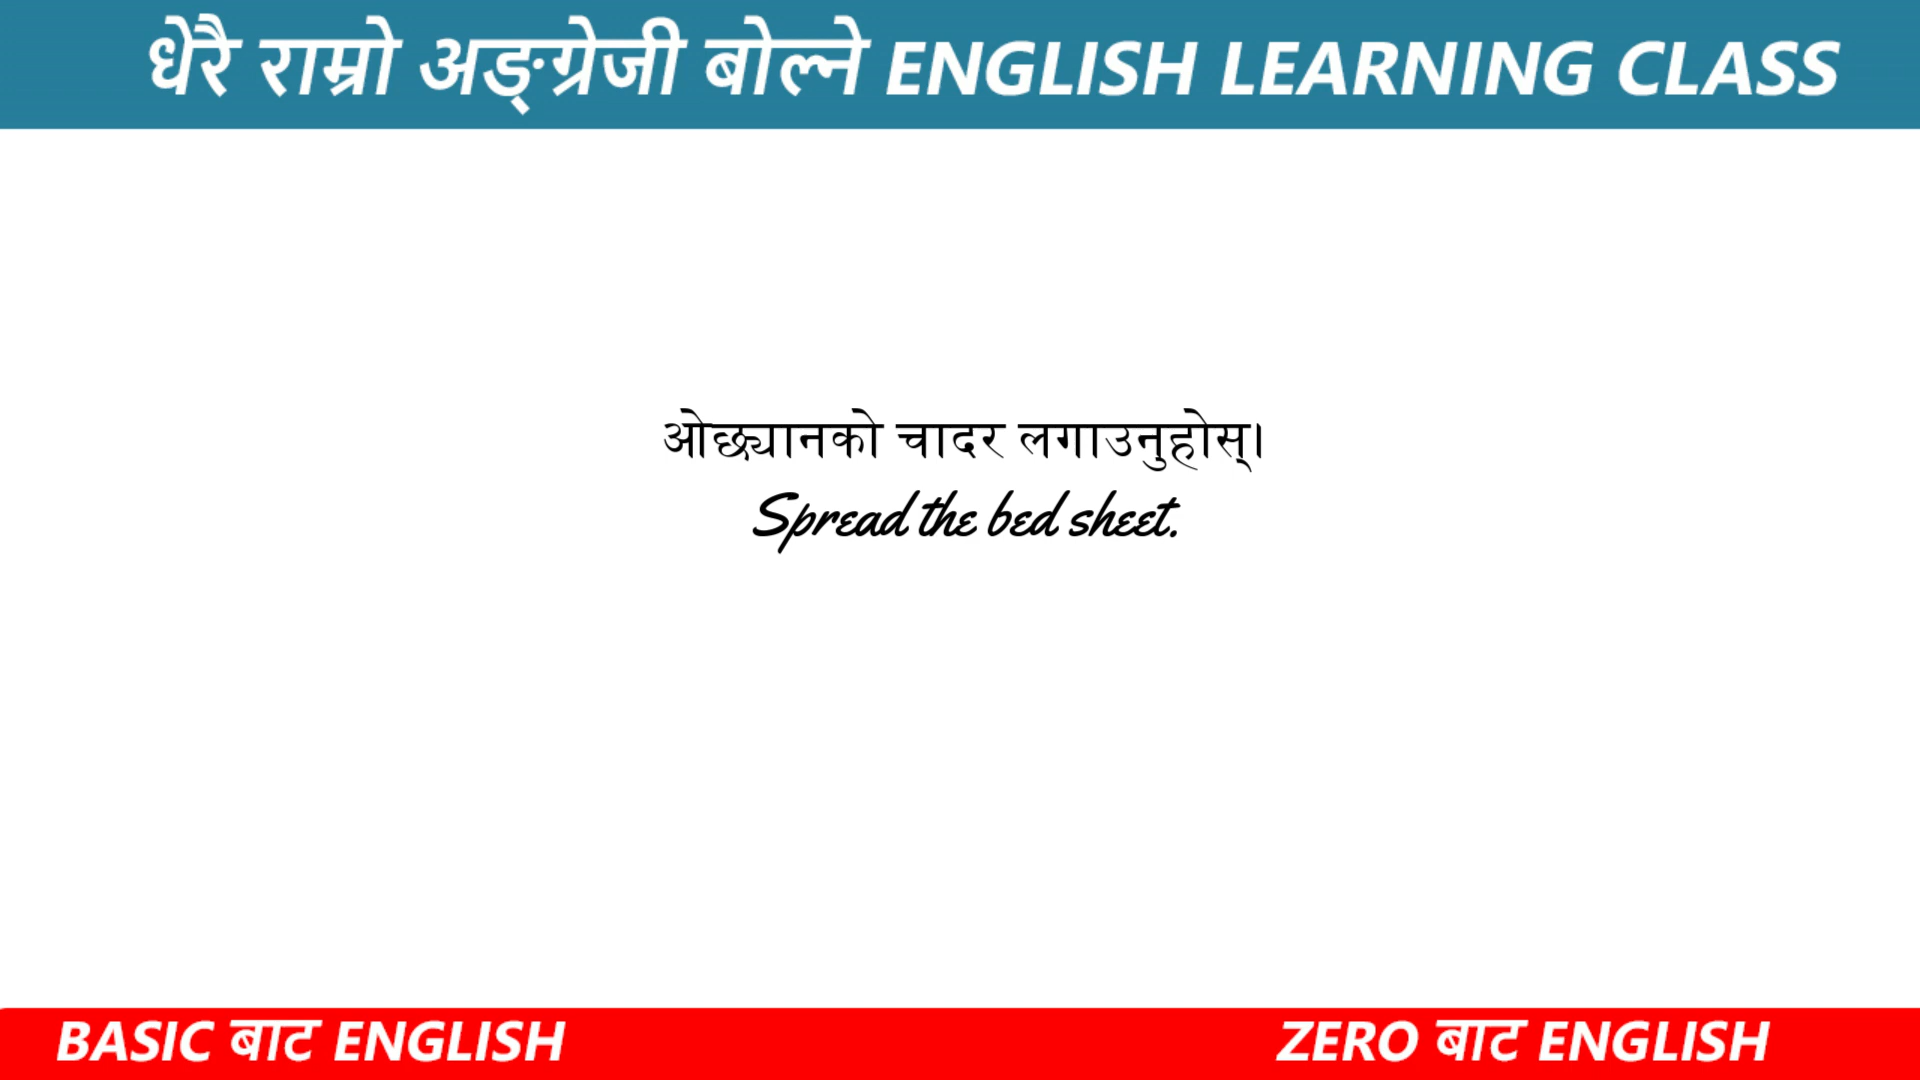 धेरै राम्रो अङ्ग्रेजी बोल्ने ENGLISH LEARNING CLASS
ओछ्यानको चादर लगाउनुहोस्।
Spread the bed sheet.
BASIC बाट ENGLISH
ZERO बाट ENGLISH